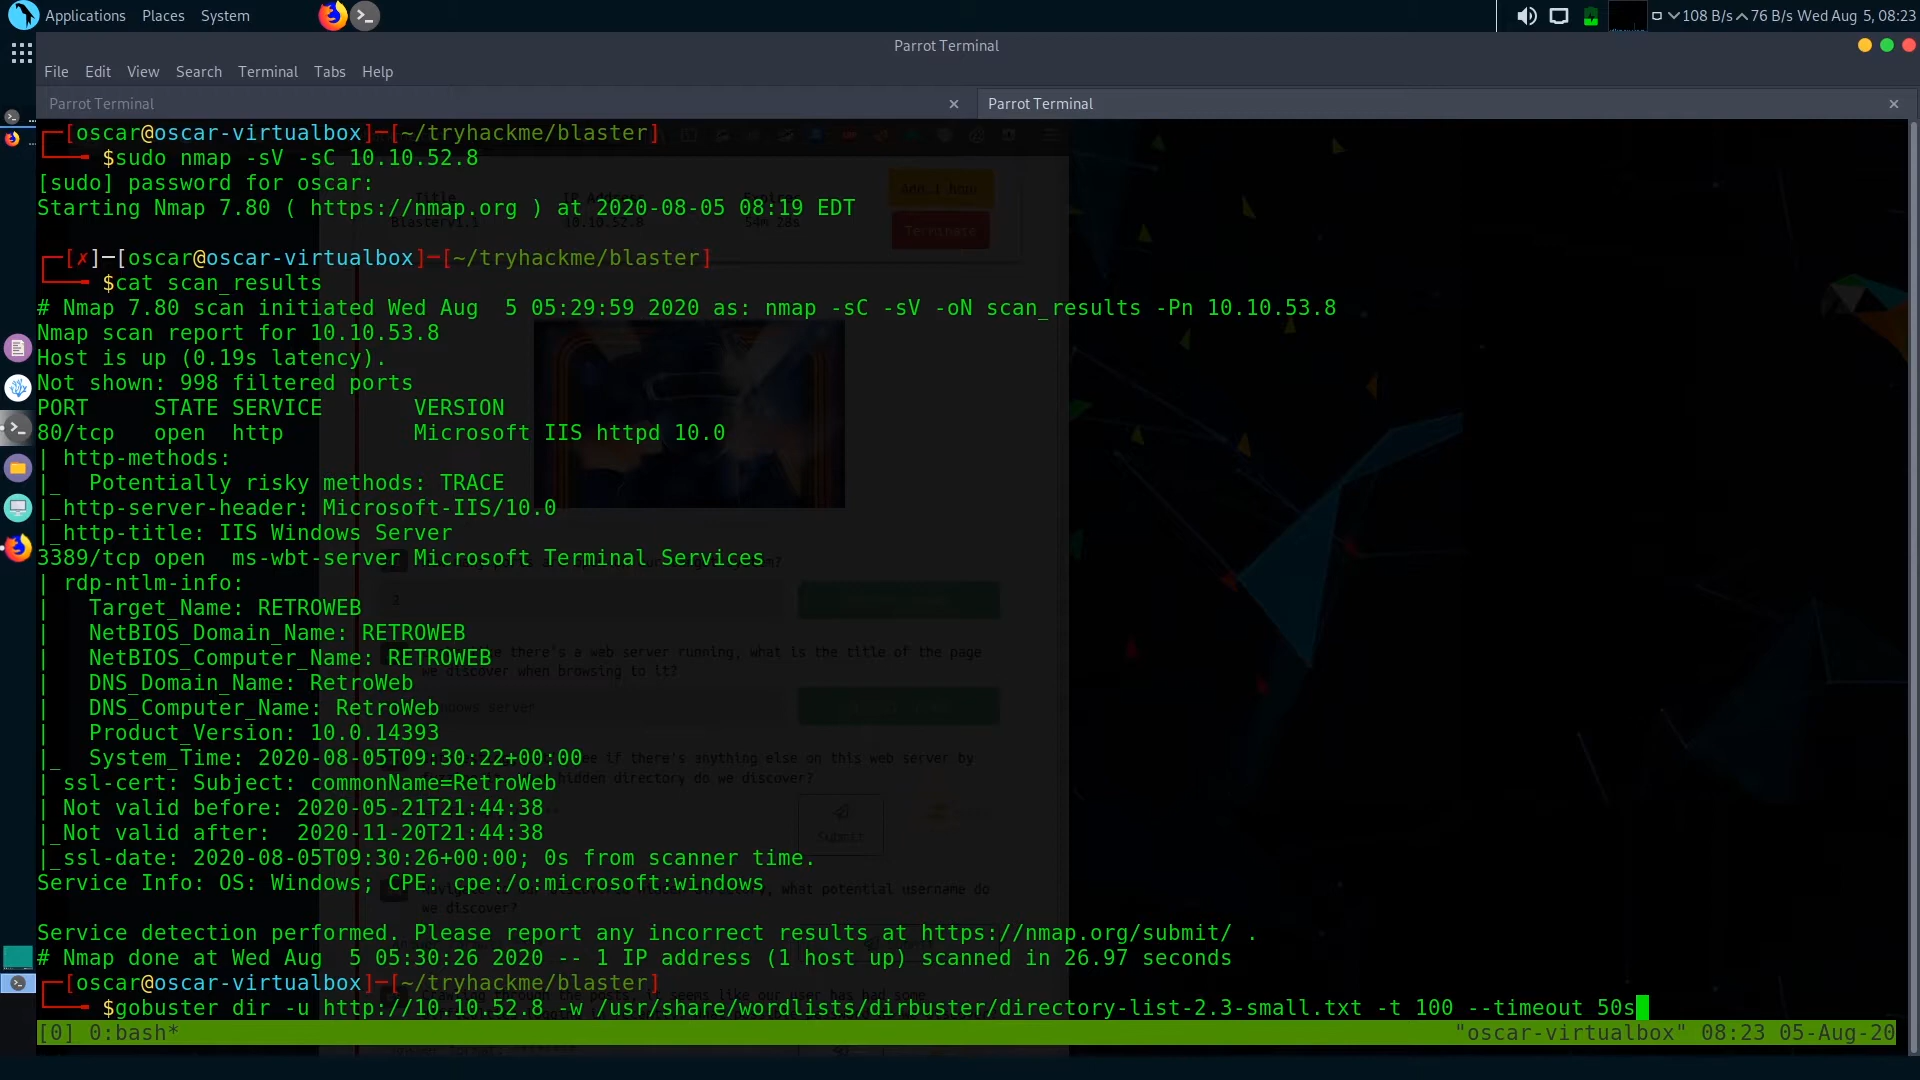 Applications Places System
108 B/s 76 B/s Wed Aug 5, 08:23
Parrot Terminal
File Edit View Search Terminal Tabs Help
Parrot Terminal × Parrot Terminal ×
┌─[oscar@oscar-virtualbox]─[~/tryhackme/blaster]
└──╼ $sudo nmap -sV -sC 10.10.52.8
[sudo] password for oscar:
Starting Nmap 7.80 ( https://nmap.org ) at 2020-08-05 08:19 EDT
┌─[✗]─[oscar@oscar-virtualbox]─[~/tryhackme/blaster]
└──╼ $cat scan_results
# Nmap 7.80 scan initiated Wed Aug  5 05:29:59 2020 as: nmap -sC -sV -oN scan_results -Pn 10.10.53.8
Nmap scan report for 10.10.53.8
Host is up (0.19s latency).
Not shown: 998 filtered ports
PORT     STATE SERVICE       VERSION
80/tcp   open  http          Microsoft IIS httpd 10.0
| http-methods:
|_  Potentially risky methods: TRACE
|_http-server-header: Microsoft-IIS/10.0
|_http-title: IIS Windows Server
3389/tcp open  ms-wbt-server Microsoft Terminal Services
| rdp-ntlm-info:
|   Target_Name: RETROWEB
|   NetBIOS_Domain_Name: RETROWEB
|   NetBIOS_Computer_Name: RETROWEB
|   DNS_Domain_Name: RetroWeb
|   DNS_Computer_Name: RetroWeb
|   Product_Version: 10.0.14393
|_  System_Time: 2020-08-05T09:30:22+00:00
| ssl-cert: Subject: commonName=RetroWeb
| Not valid before: 2020-05-21T21:44:38
|_Not valid after:  2020-11-20T21:44:38
|_ssl-date: 2020-08-05T09:30:26+00:00; 0s from scanner time.
Service Info: OS: Windows; CPE: cpe:/o:microsoft:windows
Service detection performed. Please report any incorrect results at https://nmap.org/submit/ .
# Nmap done at Wed Aug  5 05:30:26 2020 -- 1 IP address (1 host up) scanned in 26.97 seconds
┌─[oscar@oscar-virtualbox]─[~/tryhackme/blaster]
└──╼ $gobuster dir -u http://10.10.52.8 -w /usr/share/wordlists/dirbuster/directory-list-2.3-small.txt -t 100 --timeout 50s
[0] 0:bash* "oscar-virtualbox" 08:23 05-Aug-20